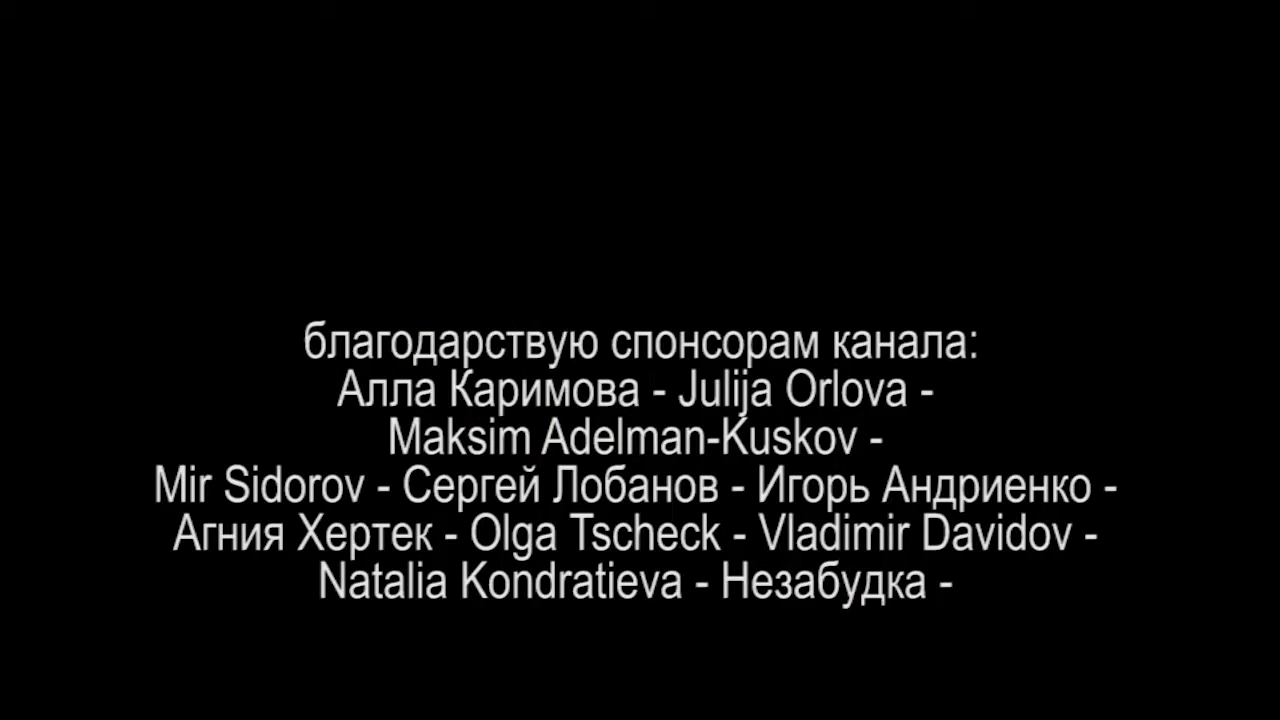 благодарствую спонсорам канала:
Алла Каримова - Julija Orlova -
Maksim Adelman-Kuskov -
Mir Sidorov - Сергей Лобанов - Игорь Андриенко -
Агния Хертек - Olga Tscheck - Vladimir Davidov -
Natalia Kondratieva - Незабудка -